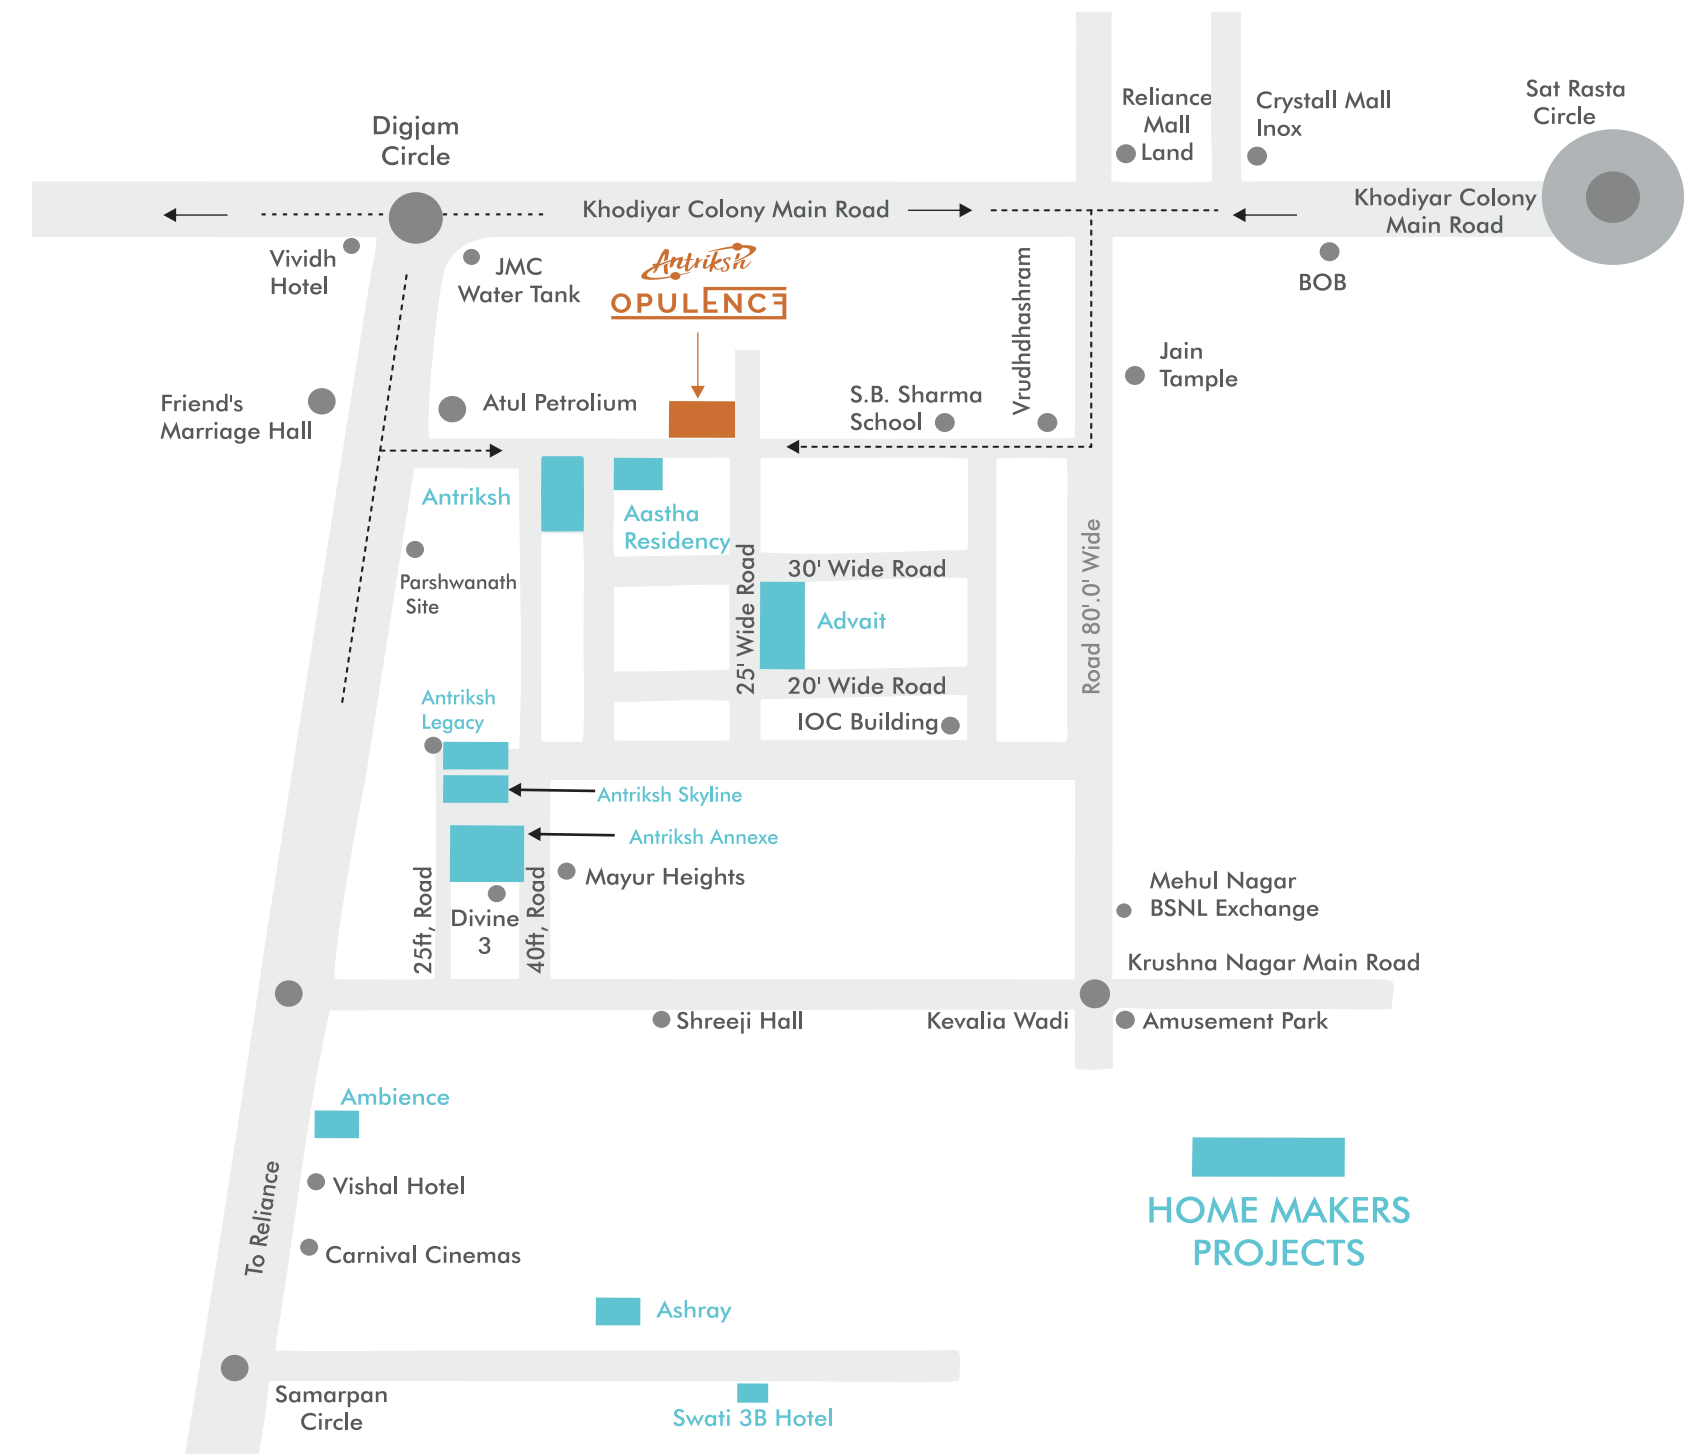 Reliance
Mall
Land
Crystall Mall
Inox
Sat Rasta
Circle
Digjam
Circle
Khodiyar Colony Main Road
Khodiyar Colony
Main Road
Vividh
Hotel
JMC
Water Tank
Antriksh
OPULENCE
Vrudhdhashram
BOB
Jain
Tample
Friend's
Marriage Hall
Atul Petrolium
S.B. Sharma
School
Antriksh
Aastha
Residency
Parshwanath
Site
25' Wide Road
30' Wide Road
Advait
20' Wide Road
IOC Building
Road 80'.0' Wide
Antriksh
Legacy
Antriksh Skyline
Antriksh Annexe
Mayur Heights
25ft, Road
Divine
3
40ft, Road
Mehul Nagar
BSNL Exchange
Krushna Nagar Main Road
Shreeji Hall
Kevalia Wadi
Amusement Park
Ambience
Vishal Hotel
To Reliance
Carnival Cinemas
HOME MAKERS
PROJECTS
Ashray
Samarpan
Circle
Swati 3B Hotel